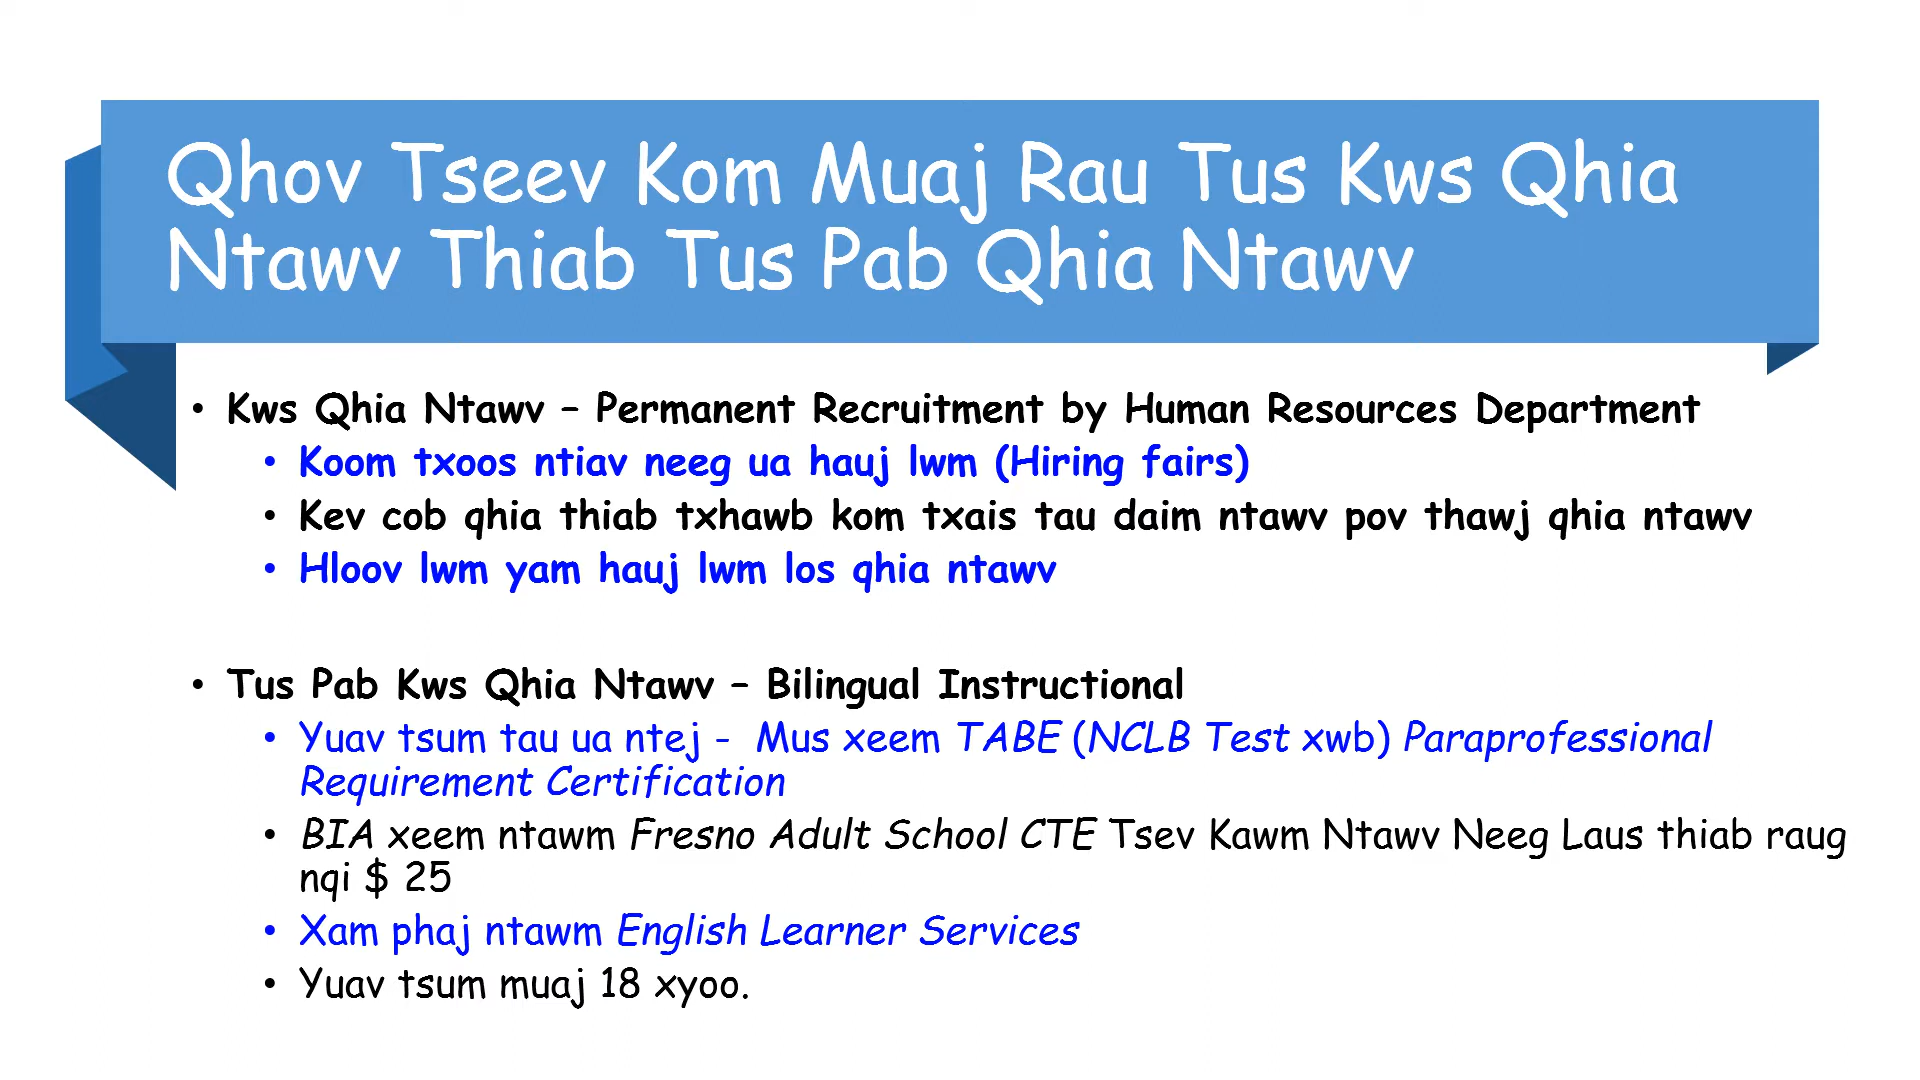 Qhov Tseev Kom Muaj Rau Tus Kws Qhia
Ntawv Thiab Tus Pab Qhia Ntawv
• Kws Qhia Ntawv – Permanent Recruitment by Human Resources Department
• Koom txoos ntiav neeg ua hauj lwm (Hiring fairs)
• Kev cob qhia thiab txhawb kom txais tau daim ntawv pov thawj qhia ntawv
• Hloov lwm yam hauj lwm los qhia ntawv
• Tus Pab Kws Qhia Ntawv – Bilingual Instructional
• Yuav tsum tau ua ntej - Mus xeem TABE (NCLB Test xwb) Paraprofessional
Requirement Certification
• BIA xeem ntawm Fresno Adult School CTE Tsev Kawm Ntawv Neeg Laus thiab raug
nqi $ 25
• Xam phaj ntawm English Learner Services
• Yuav tsum muaj 18 xyoo.